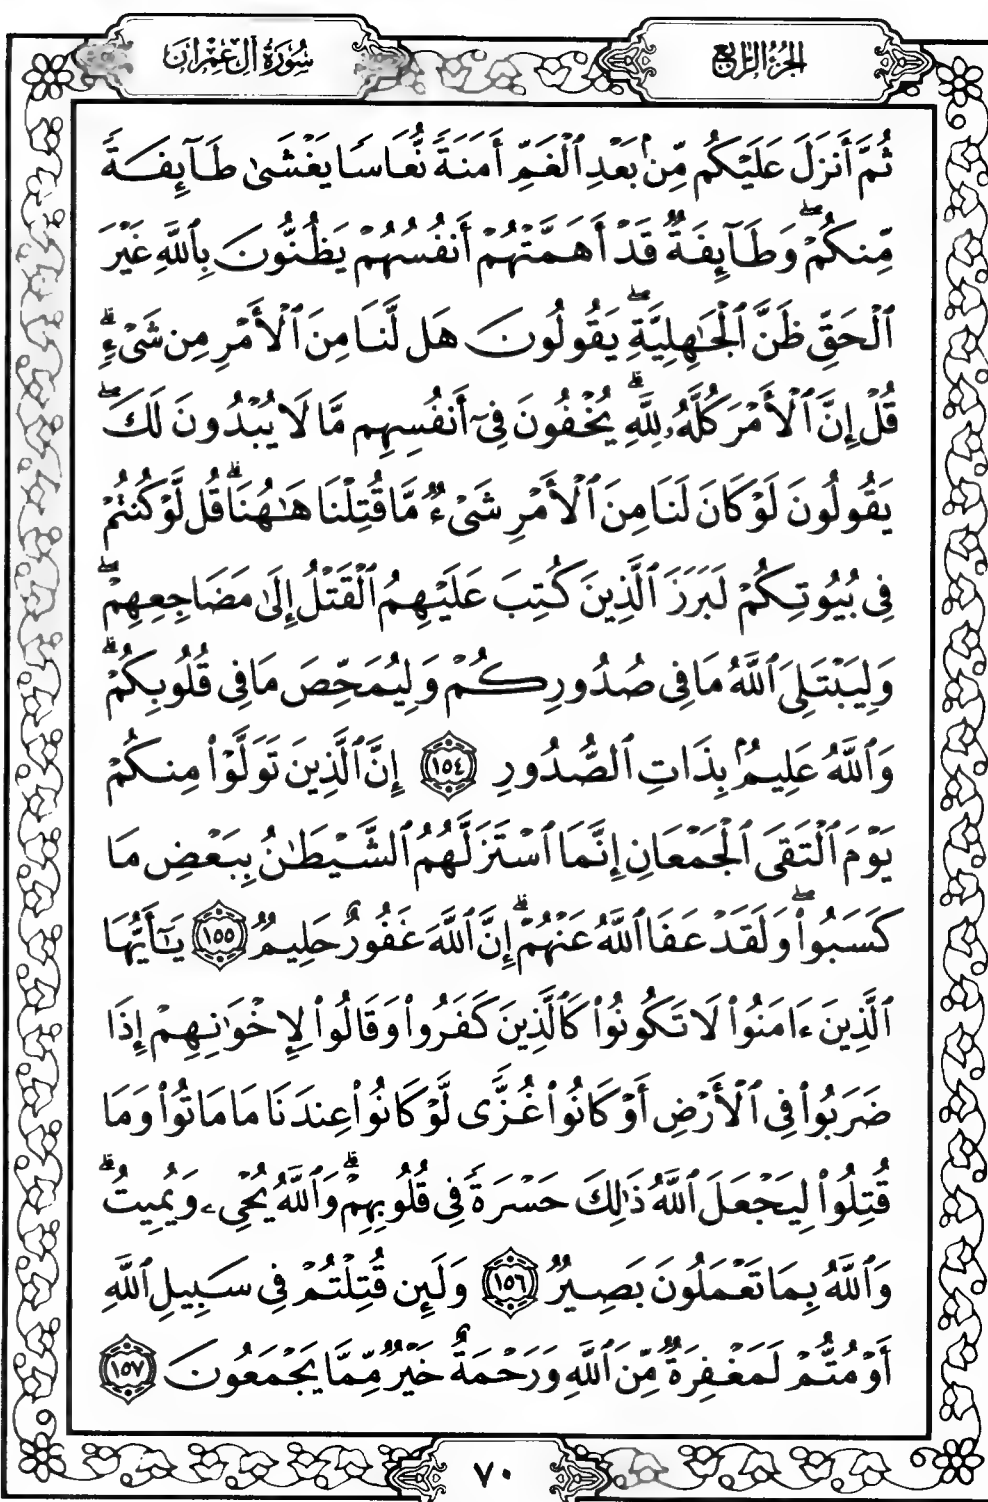 سُورَةُ آلِ عِمْرَان
الجُزْءُ الرَّابِع
ثُمَّ أَنزَلَ عَلَيْكُم مِّنۢ بَعْدِ ٱلْغَمِّ أَمَنَةً نُّعَاسًا يَغْشَىٰ طَآئِفَةً
مِّنكُمْ ۖ وَطَآئِفَةٌ قَدْ أَهَمَّتْهُمْ أَنفُسُهُمْ يَظُنُّونَ بِٱللَّهِ غَيْرَ
ٱلْحَقِّ ظَنَّ ٱلْجَٰهِلِيَّةِ ۖ يَقُولُونَ هَل لَّنَا مِنَ ٱلْأَمْرِ مِن شَىْءٍ ۗ
قُلْ إِنَّ ٱلْأَمْرَ كُلَّهُۥ لِلَّهِ ۗ يُخْفُونَ فِىٓ أَنفُسِهِم مَّا لَا يُبْدُونَ لَكَ ۖ
يَقُولُونَ لَوْ كَانَ لَنَا مِنَ ٱلْأَمْرِ شَىْءٌ مَّا قُتِلْنَا هَٰهُنَا ۗ قُل لَّوْ كُنتُمْ
فِى بُيُوتِكُمْ لَبَرَزَ ٱلَّذِينَ كُتِبَ عَلَيْهِمُ ٱلْقَتْلُ إِلَىٰ مَضَاجِعِهِمْ ۖ
وَلِيَبْتَلِىَ ٱللَّهُ مَا فِى صُدُورِكُمْ وَلِيُمَحِّصَ مَا فِى قُلُوبِكُمْ ۗ
وَٱللَّهُ عَلِيمٌۢ بِذَاتِ ٱلصُّدُورِ ١٥٤ إِنَّ ٱلَّذِينَ تَوَلَّوْا۟ مِنكُمْ
يَوْمَ ٱلْتَقَى ٱلْجَمْعَانِ إِنَّمَا ٱسْتَزَلَّهُمُ ٱلشَّيْطَٰنُ بِبَعْضِ مَا
كَسَبُوا۟ ۖ وَلَقَدْ عَفَا ٱللَّهُ عَنْهُمْ ۗ إِنَّ ٱللَّهَ غَفُورٌ حَلِيمٌ ١٥٥ يَٰٓأَيُّهَا
ٱلَّذِينَ ءَامَنُوا۟ لَا تَكُونُوا۟ كَٱلَّذِينَ كَفَرُوا۟ وَقَالُوا۟ لِإِخْوَٰنِهِمْ إِذَا
ضَرَبُوا۟ فِى ٱلْأَرْضِ أَوْ كَانُوا۟ غُزًّى لَّوْ كَانُوا۟ عِندَنَا مَا مَاتُوا۟ وَمَا
قُتِلُوا۟ لِيَجْعَلَ ٱللَّهُ ذَٰلِكَ حَسْرَةً فِى قُلُوبِهِمْ ۗ وَٱللَّهُ يُحْىِۦ وَيُمِيتُ ۗ
وَٱللَّهُ بِمَا تَعْمَلُونَ بَصِيرٌ ١٥٦ وَلَئِن قُتِلْتُمْ فِى سَبِيلِ ٱللَّهِ
أَوْ مُتُّمْ لَمَغْفِرَةٌ مِّنَ ٱللَّهِ وَرَحْمَةٌ خَيْرٌ مِّمَّا يَجْمَعُونَ ١٥٧
٧٠